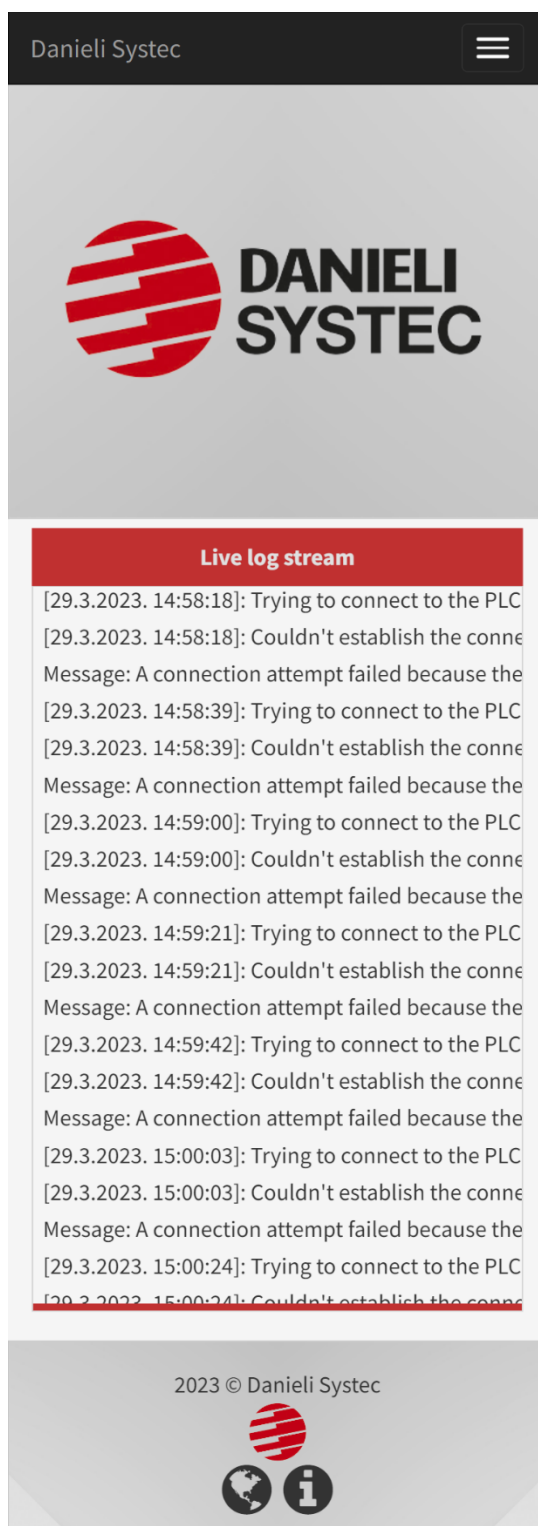 Danieli Systec
DANIELI
SYSTEC
Live log stream
[29.3.2023. 14:58:18]: Trying to connect to the PLC
[29.3.2023. 14:58:18]: Couldn't establish the conne
Message: A connection attempt failed because the
[29.3.2023. 14:58:39]: Trying to connect to the PLC
[29.3.2023. 14:58:39]: Couldn't establish the conne
Message: A connection attempt failed because the
[29.3.2023. 14:59:00]: Trying to connect to the PLC
[29.3.2023. 14:59:00]: Couldn't establish the conne
Message: A connection attempt failed because the
[29.3.2023. 14:59:21]: Trying to connect to the PLC
[29.3.2023. 14:59:21]: Couldn't establish the conne
Message: A connection attempt failed because the
[29.3.2023. 14:59:42]: Trying to connect to the PLC
[29.3.2023. 14:59:42]: Couldn't establish the conne
Message: A connection attempt failed because the
[29.3.2023. 15:00:03]: Trying to connect to the PLC
[29.3.2023. 15:00:03]: Couldn't establish the conne
Message: A connection attempt failed because the
[29.3.2023. 15:00:24]: Trying to connect to the PLC
[29.3.2023. 15:00:24]: Couldn't establish the conne
2023 © Danieli Systec